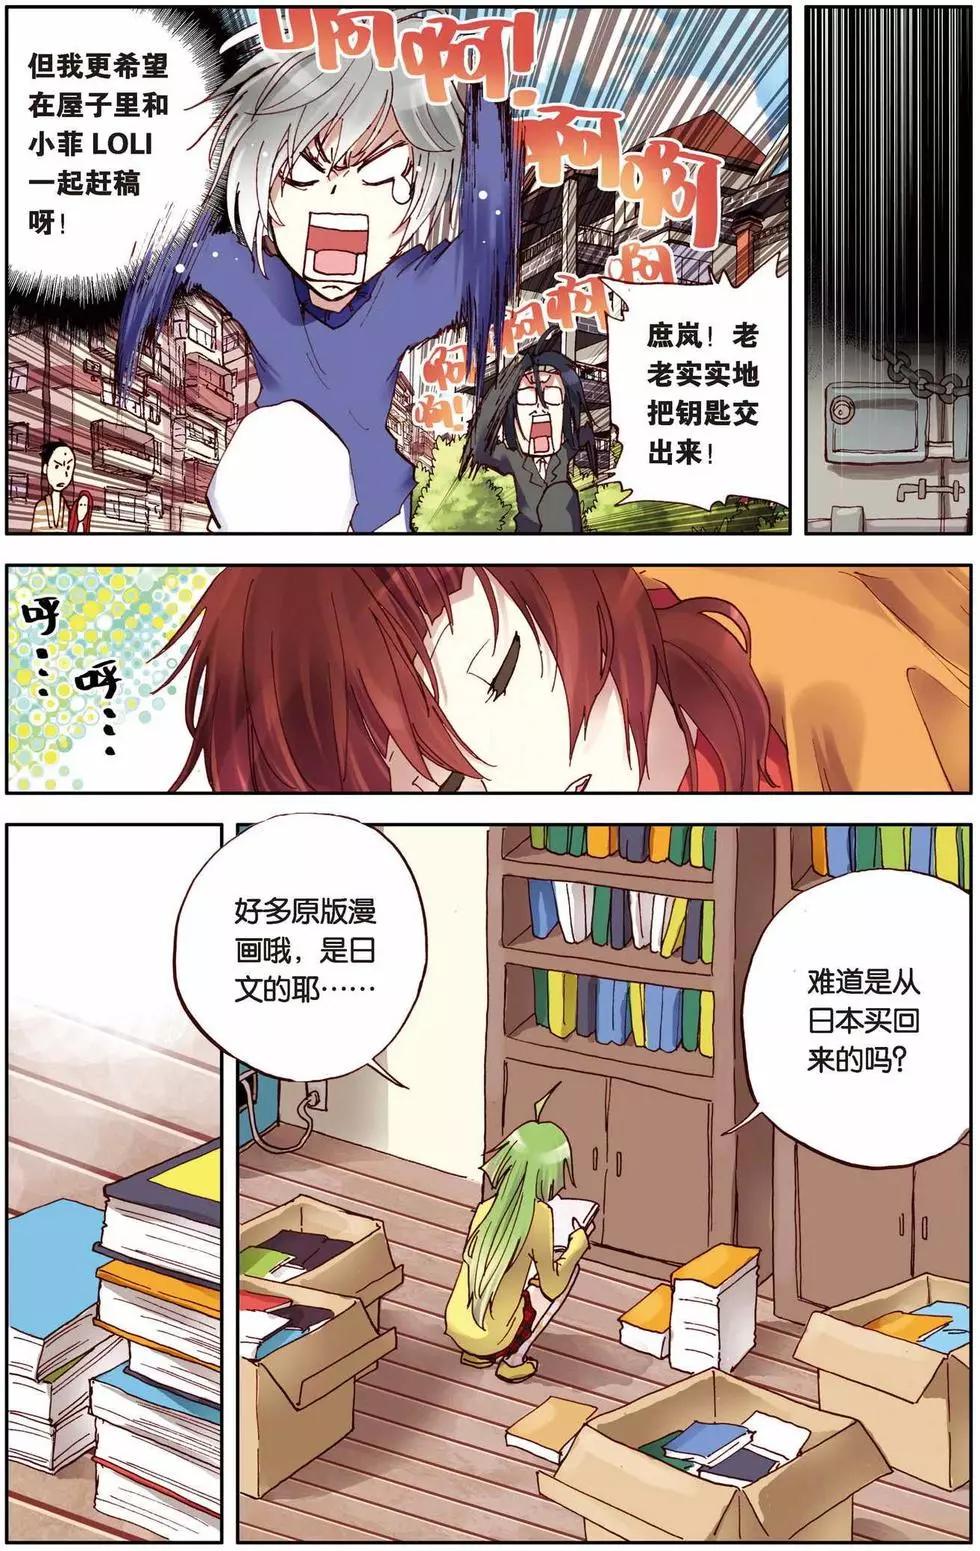 但我更希望
在屋子里和
小菲 LOLI
一起赶稿
呀！
啊啊啊！
啊啊
啊啊啊啊
啊啊！
庶岚！老
老实实地
把钥匙交
出来！
呼……
呼……
好多原版漫
画哦，是日
文的耶……
难道是从
日本买回
来的吗？